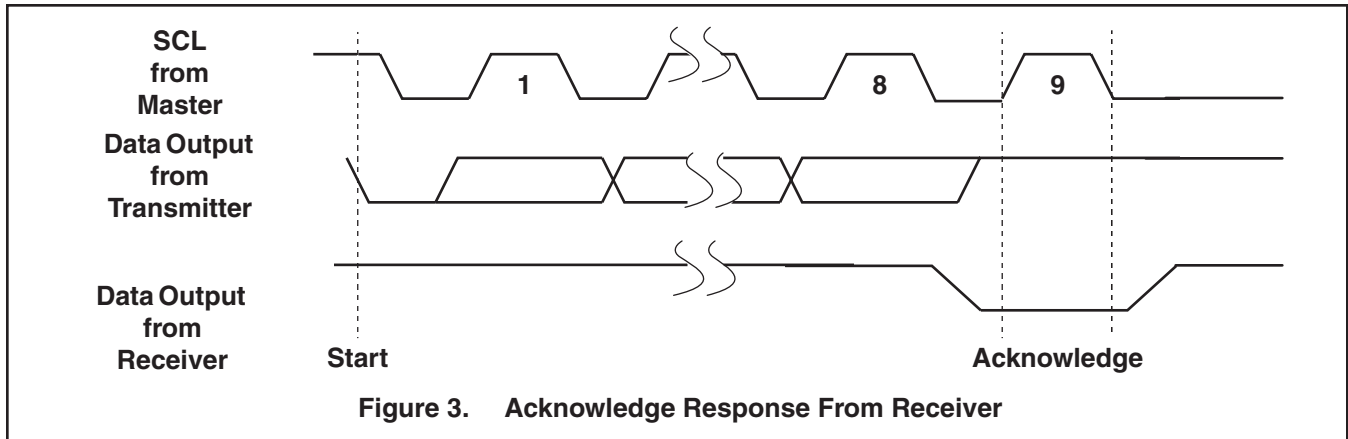 SCL
from
Master
1
8
9
Data Output
from
Transmitter
Data Output
from
Receiver
Start
Acknowledge
Figure 3. Acknowledge Response From Receiver